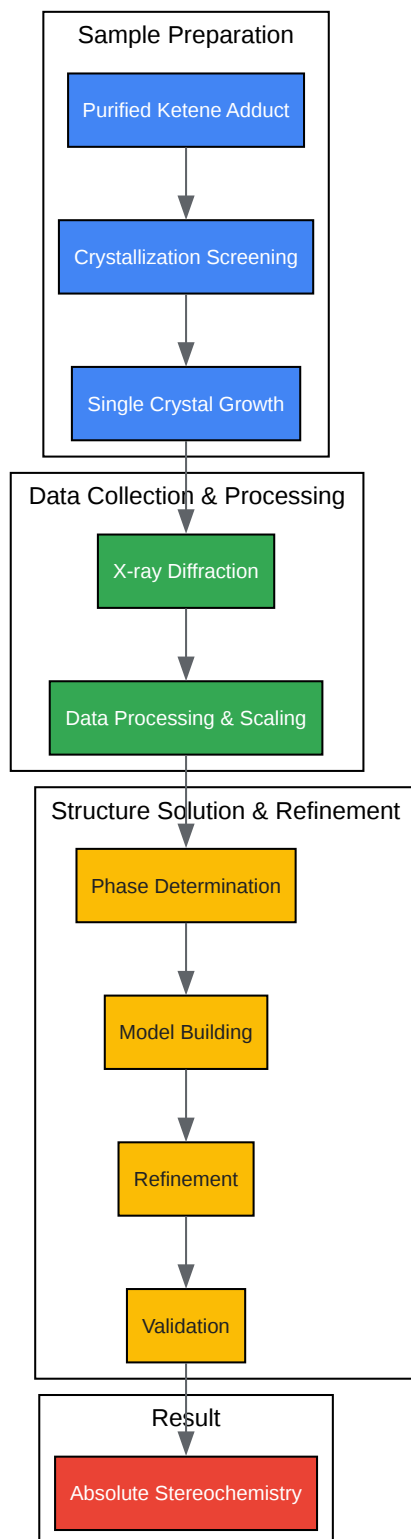 Sample Preparation
Purified Ketene Adduct
Crystallization Screening
Single Crystal Growth
Data Collection & Processing
X-ray Diffraction
Data Processing & Scaling
Structure Solution & Refinement
Phase Determination
Model Building
Refinement
Validation
Result
Absolute Stereochemistry